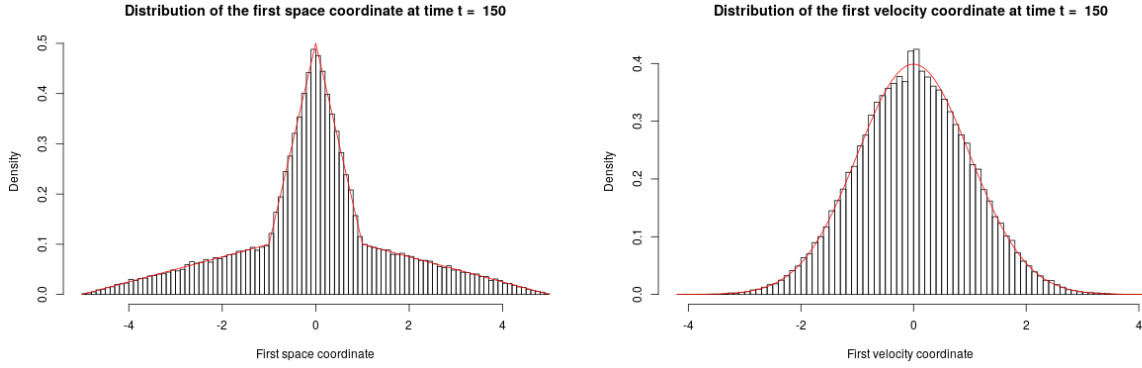 Distribution of the first space coordinate at time t = 150
Density
0.5
0.4
0.3
0.2
0.1
0.0
-4 -2 0 2 4
First space coordinate
Distribution of the first velocity coordinate at time t = 150
Density
0.4
0.3
0.2
0.1
0.0
-4 -2 0 2 4
First velocity coordinate